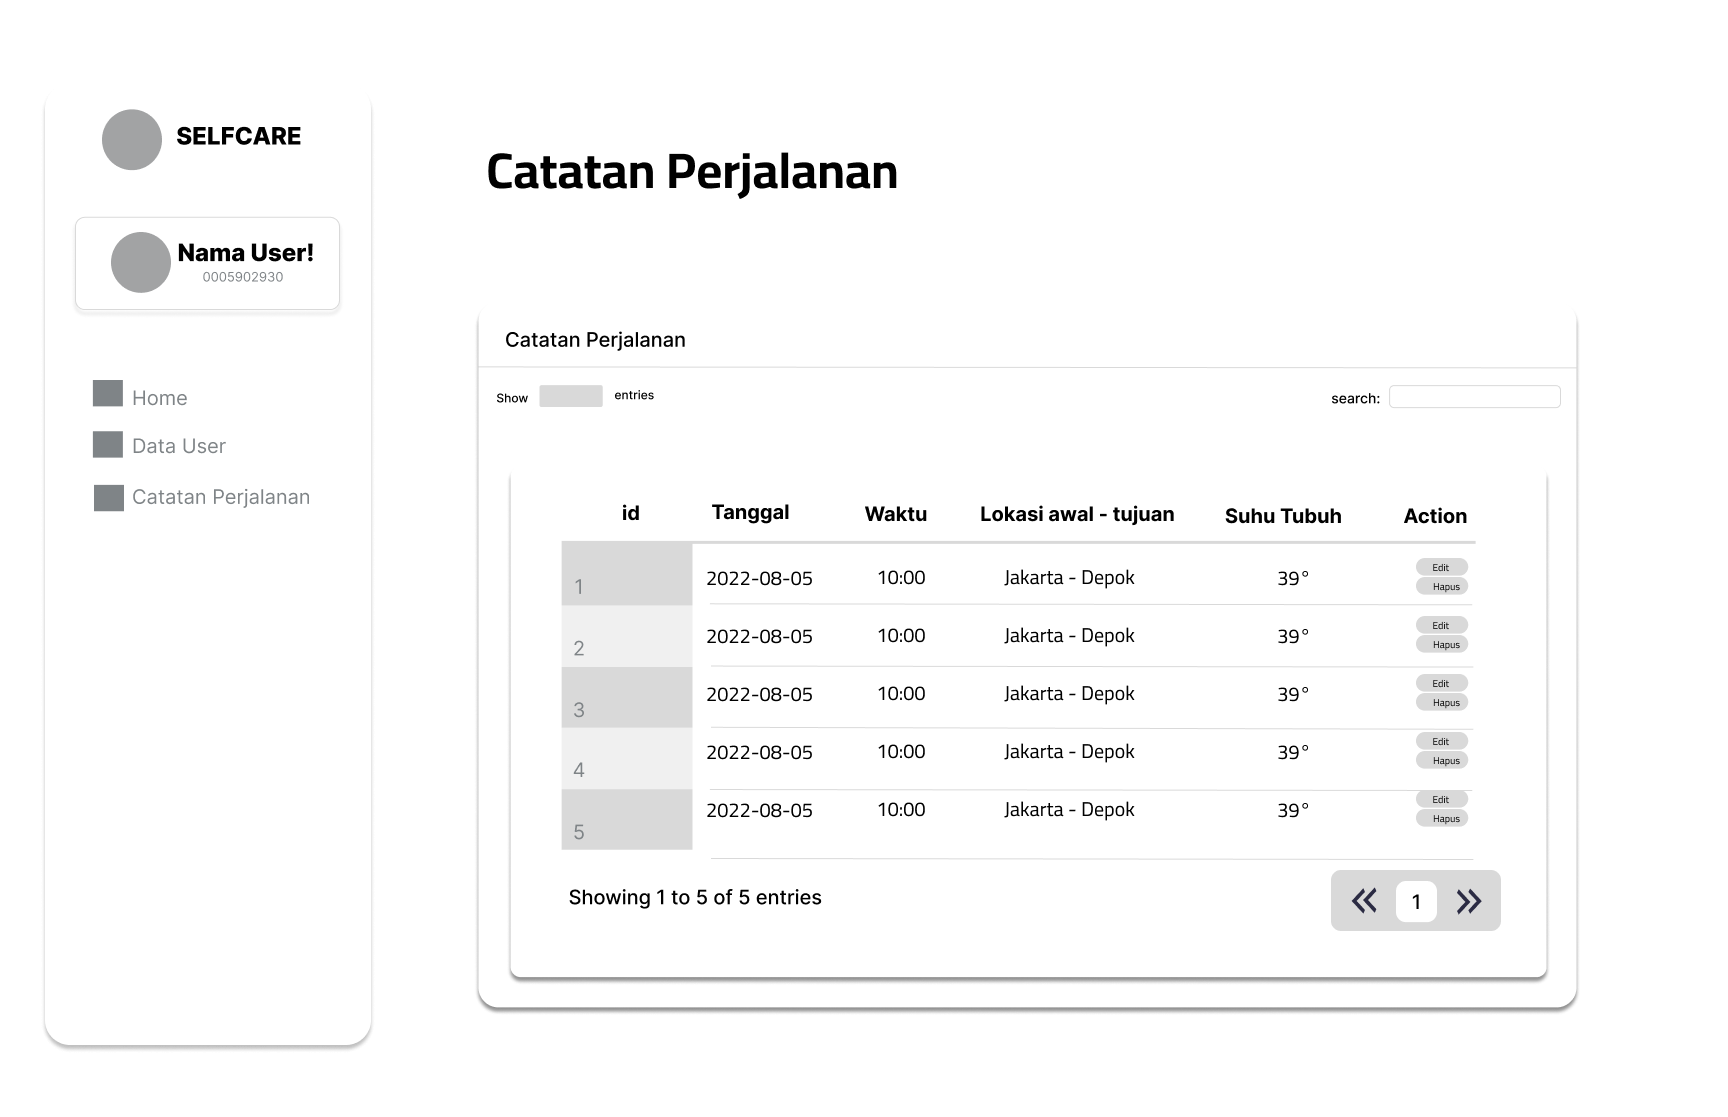 SELFCARE
Nama User!
0005902930
Home
Data User
Catatan Perjalanan
Catatan Perjalanan
Catatan Perjalanan
Show entries search:
id Tanggal Waktu Lokasi awal - tujuan Suhu Tubuh Action
1 2022-08-05 10:00 Jakarta - Depok 39° Edit
Hapus
2 2022-08-05 10:00 Jakarta - Depok 39° Edit
Hapus
3 2022-08-05 10:00 Jakarta - Depok 39° Edit
Hapus
4 2022-08-05 10:00 Jakarta - Depok 39° Edit
Hapus
5 2022-08-05 10:00 Jakarta - Depok 39° Edit
Hapus
Showing 1 to 5 of 5 entries 1